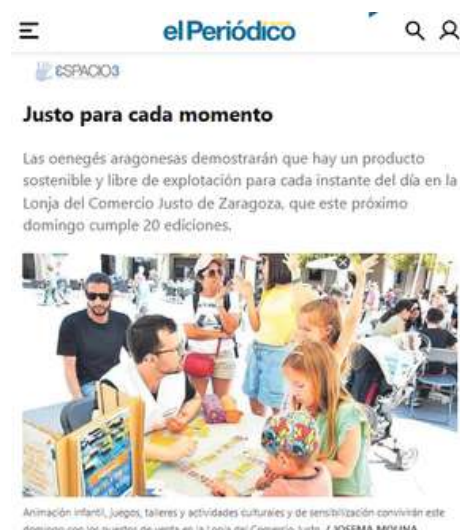 el Periódico
ESPACIO3
Justo para cada momento
Las oenegés aragonesas demostrarán que hay un producto
sostenible y libre de explotación para cada instante del día en la
Lonja del Comercio Justo de Zaragoza, que este próximo
domingo cumple 20 ediciones.
Animación infantil, juegos, talleres y actividades culturales y de sensibilización convivirán este
domingo con los puestos de venta en la Lonja del Comercio Justo. / JOSEMA MOLINA